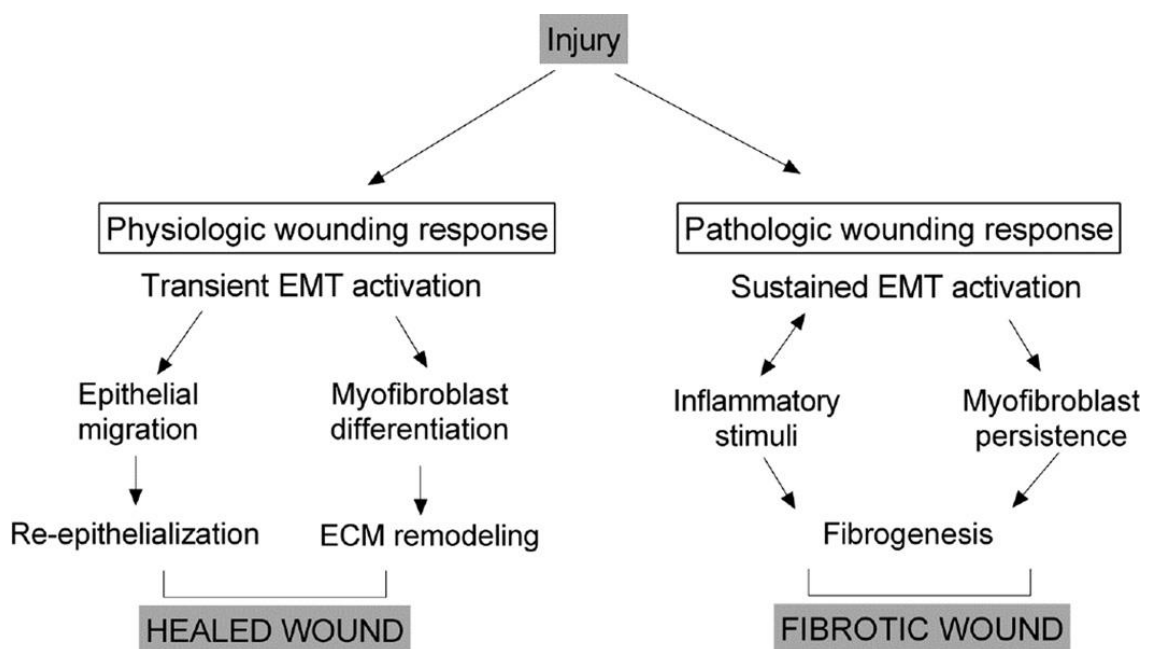 Injury
Physiologic wounding response
Pathologic wounding response
Transient EMT activation
Sustained EMT activation
Epithelial
migration
Myofibroblast
differentiation
Inflammatory
stimuli
Myofibroblast
persistence
Re-epithelialization
ECM remodeling
Fibrogenesis
HEALED WOUND
FIBROTIC WOUND